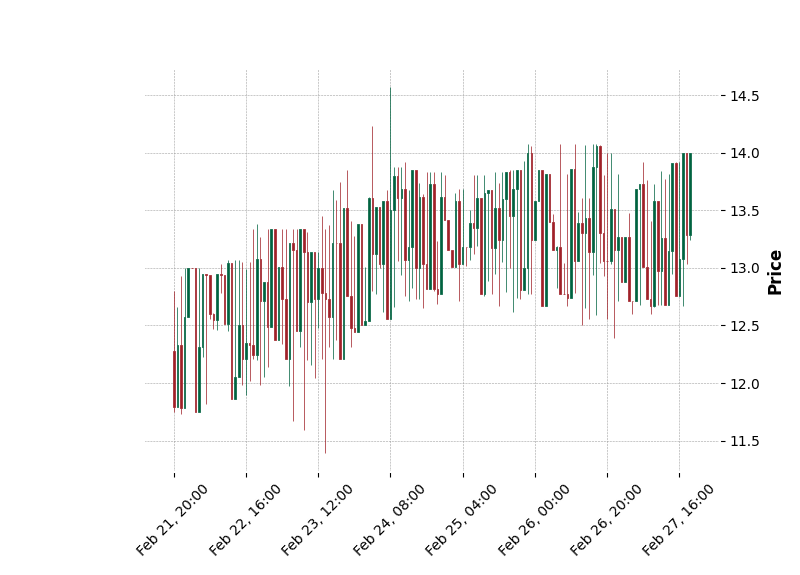 14.5
14.0
13.5
13.0
12.5
12.0
11.5
Price
Feb 21, 20:00
Feb 22, 16:00
Feb 23, 12:00
Feb 24, 08:00
Feb 25, 04:00
Feb 26, 00:00
Feb 26, 20:00
Feb 27, 16:00